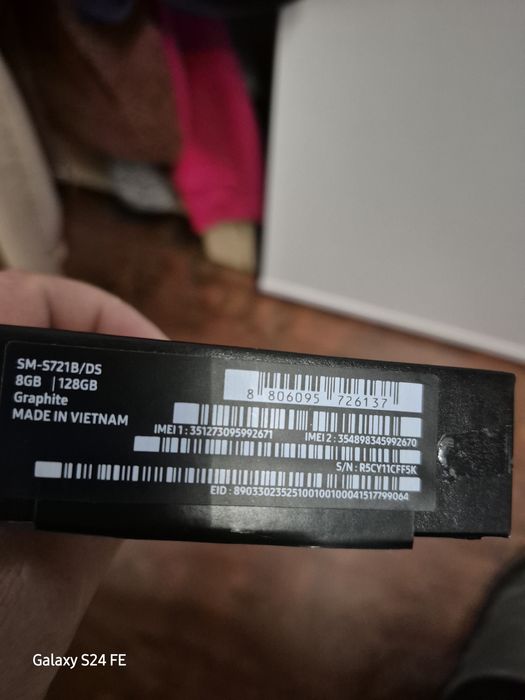 SM-S721B/DS
8GB | 128GB
Graphite
MADE IN VIETNAM
8 806095 726137
IMEI 1 : 351273095992671
IMEI 2 : 354898345992670
S/N : R5CY11CFF5K
EID : 89033023525100100100041517799064
Galaxy S24 FE